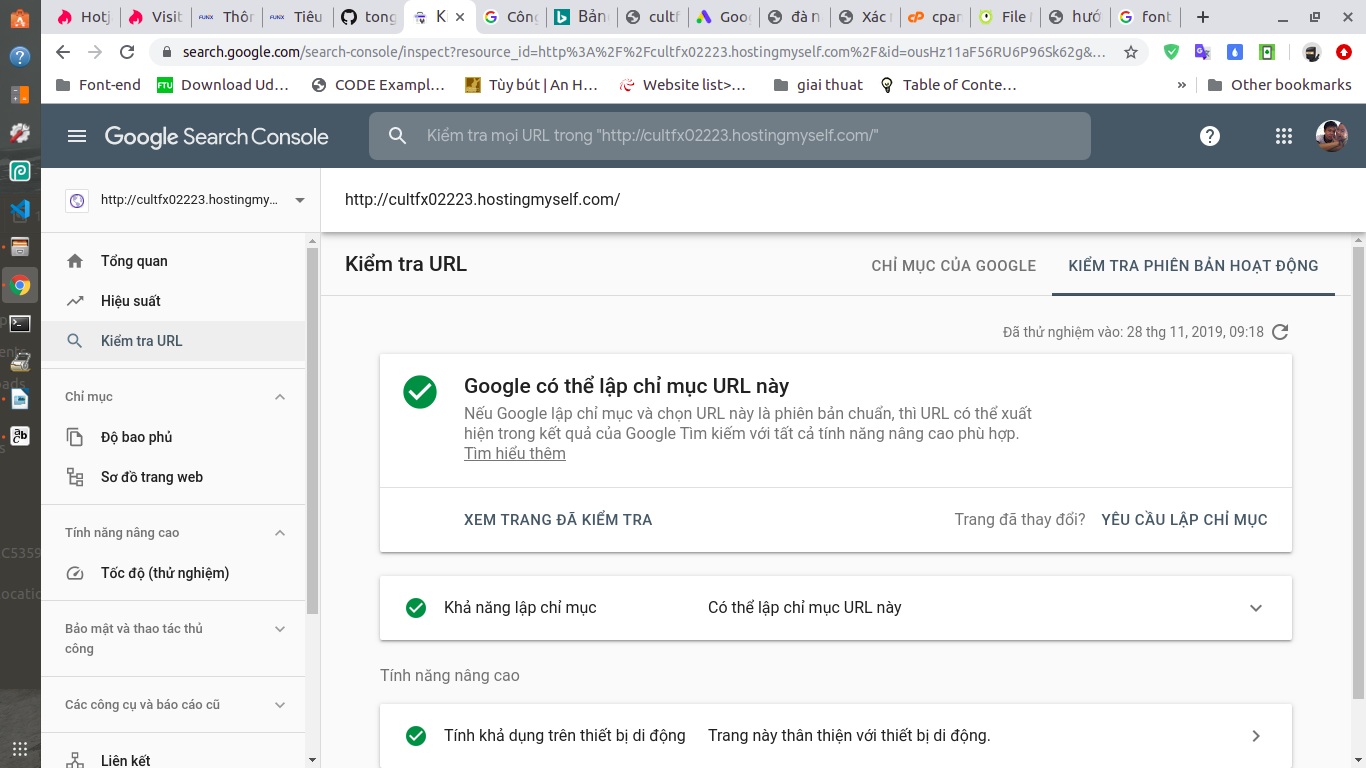 Hotj
Visit
FUNiX Thôn
FUNiX Tiêu
tong
K
Côn
Bản
cultf
Goo
đà n
Xác r
cP cpan
File
hướ
font
search.google.com/search-console/inspect?resource_id=http%3A%2F%2Fcultfx02223.hostingmyself.com%2F&id=ousHz11aF56RU6P96Sk62g&...
Font-end
FTU Download Ud...
CODE Exampl...
Tùy bút | An H...
Website list>...
giai thuat
Table of Conte...
»
Other bookmarks
Google Search Console
Kiểm tra mọi URL trong "http://cultfx02223.hostingmyself.com/"
http://cultfx02223.hostingmy...
http://cultfx02223.hostingmyself.com/
Tổng quan
Hiệu suất
Kiểm tra URL
Chỉ mục
Độ bao phủ
Sơ đồ trang web
Tính năng nâng cao
Tốc độ (thử nghiệm)
Bảo mật và thao tác thủ
công
Các công cụ và báo cáo cũ
Liên kết
Kiểm tra URL
CHỈ MỤC CỦA GOOGLE
KIỂM TRA PHIÊN BẢN HOẠT ĐỘNG
Đã thử nghiệm vào: 28 thg 11, 2019, 09:18
Google có thể lập chỉ mục URL này
Nếu Google lập chỉ mục và chọn URL này là phiên bản chuẩn, thì URL có thể xuất
hiện trong kết quả của Google Tìm kiếm với tất cả tính năng nâng cao phù hợp.
Tìm hiểu thêm
XEM TRANG ĐÃ KIỂM TRA
Trang đã thay đổi? YÊU CẦU LẬP CHỈ MỤC
Khả năng lập chỉ mục
Có thể lập chỉ mục URL này
Tính năng nâng cao
Tính khả dụng trên thiết bị di động
Trang này thân thiện với thiết bị di động.